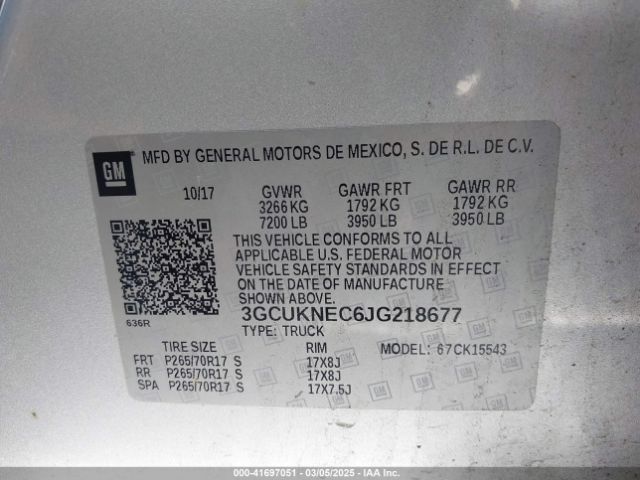 GM
MFD BY GENERAL MOTORS DE MEXICO, S. DE R.L. DE C.V.
10/17 GVWR GAWR FRT GAWR RR
3266 KG 1792 KG 1792 KG
7200 LB 3950 LB 3950 LB
THIS VEHICLE CONFORMS TO ALL
APPLICABLE U.S. FEDERAL MOTOR
VEHICLE SAFETY STANDARDS IN EFFECT
ON THE DATE OF MANUFACTURE
SHOWN ABOVE.
636R
3GCUKNEC6JG218677
TYPE: TRUCK
TIRE SIZE RIM MODEL: 67CK15543
FRT P265/70R17 S 17X8J
RR P265/70R17 S 17X8J
SPA P265/70R17 S 17X7.5J
000-41697051 — 03/05/2025 — IAA Inc.